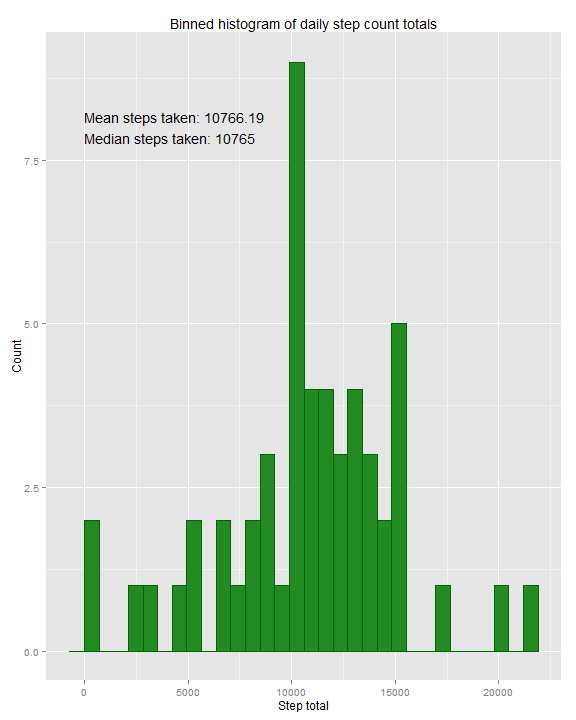 Binned histogram of daily step count totals
Mean steps taken: 10766.19
Median steps taken: 10765
7.5
5.0
2.5
0.0
Count
0 5000 10000 15000 20000
Step total